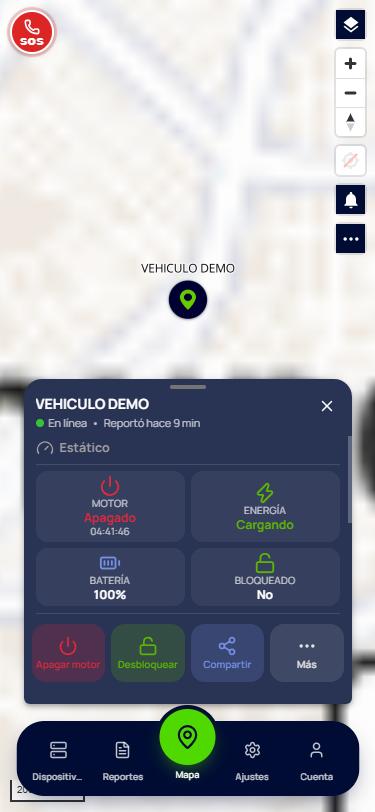 SOS
VEHICULO DEMO
VEHICULO DEMO
En línea • Reportó hace 9 min
Estático
MOTOR
Apagado
04:41:46
ENERGÍA
Cargando
BATERÍA
100%
BLOQUEADO
No
Apagar motor
Desbloquear
Compartir
Más
Dispositiv...
Reportes
Mapa
Ajustes
Cuenta